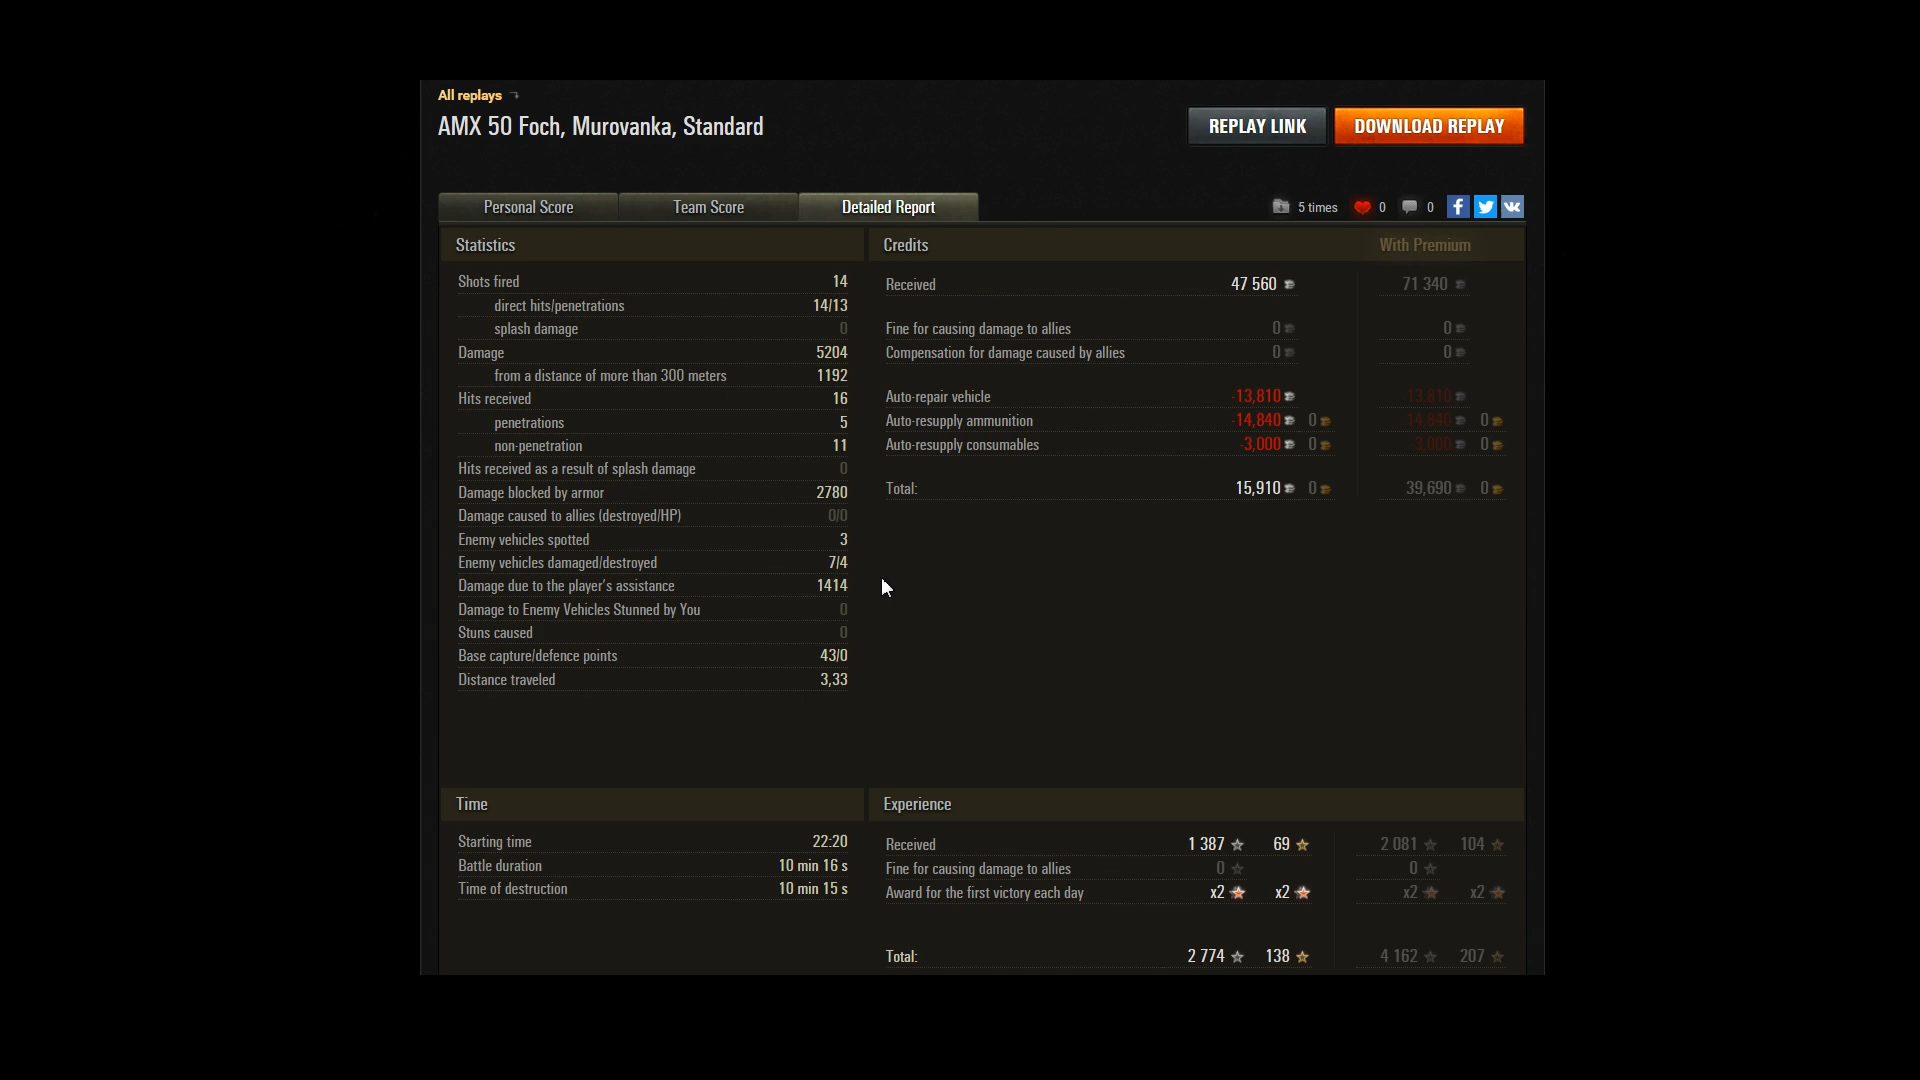 All replays
AMX 50 Foch, Murovanka, Standard
REPLAY LINK
DOWNLOAD REPLAY
Personal Score
Team Score
Detailed Report
5 times
0
0
Statistics
Shots fired 14
direct hits/penetrations 14/13
splash damage 0
Damage 5204
from a distance of more than 300 meters 1192
Hits received 16
penetrations 5
non-penetration 11
Hits received as a result of splash damage 0
Damage blocked by armor 2780
Damage caused to allies (destroyed/HP) 0/0
Enemy vehicles spotted 3
Enemy vehicles damaged/destroyed 7/4
Damage due to the player's assistance 1414
Damage to Enemy Vehicles Stunned by You 0
Stuns caused 0
Base capture/defence points 43/0
Distance traveled 3,33
Credits With Premium
Received 47 560 71 340
Fine for causing damage to allies 0 0
Compensation for damage caused by allies 0 0
Auto-repair vehicle -13,810 13,810
Auto-resupply ammunition -14,840 0 14,840 0
Auto-resupply consumables -3,000 0 -3,000 0
Total: 15,910 0 39,690 0
Time
Starting time 22:20
Battle duration 10 min 16 s
Time of destruction 10 min 15 s
Experience
Received 1 387 69 2 081 104
Fine for causing damage to allies 0 0
Award for the first victory each day x2 x2 x2 x2
Total: 2 774 138 4 162 207